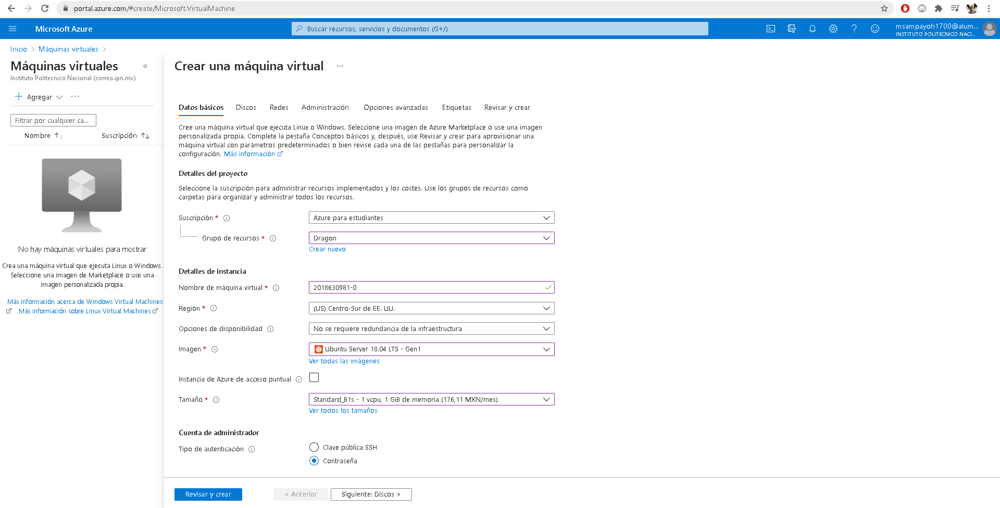 portal.azure.com/#create/Microsoft.VirtualMachine
Microsoft Azure
Buscar recursos, servicios y documentos (G+/)
msampayoh1700@alum...
INSTITUTO POLITECNICO NACI...
Inicio > Máquinas virtuales >
Máquinas virtuales
Instituto Politecnico Nacional (correo.ipn.mx)
Agregar
Filtrar por cualquier ca...
Nombre
Suscripción
No hay máquinas virtuales para mostrar
Crea una máquina virtual que ejecuta Linux o Windows.
Seleccione una imagen de Marketplace o use una
imagen personalizada propia.
Más información acerca de Windows Virtual Machines
Más información sobre Linux Virtual Machines
Crear una máquina virtual ...
Datos básicos
Discos
Redes
Administración
Opciones avanzadas
Etiquetas
Revisar y crear
Cree una máquina virtual que ejecuta Linux o Windows. Seleccione una imagen de Azure Marketplace o use una imagen
personalizada propia. Complete la pestaña Conceptos básicos y, después, use Revisar y crear para aprovisionar una
máquina virtual con parámetros predeterminados o bien revise cada una de las pestañas para personalizar la
configuración. Más información
Detalles del proyecto
Seleccione la suscripción para administrar recursos implementados y los costes. Use los grupos de recursos como
carpetas para organizar y administrar todos los recursos.
Suscripción *
Azure para estudiantes
Grupo de recursos *
Dragon
Crear nuevo
Detalles de instancia
Nombre de máquina virtual *
2018630981-0
Región *
(US) Centro-Sur de EE. UU.
Opciones de disponibilidad
No se requiere redundancia de la infraestructura
Imagen *
Ubuntu Server 18.04 LTS - Gen1
Ver todas las imágenes
Instancia de Azure de acceso puntual
Tamaño *
Standard_B1s - 1 vcpu, 1 GiB de memoria (176,11 MXN/mes)
Ver todos los tamaños
Cuenta de administrador
Tipo de autenticación
Clave pública SSH
Contraseña
Revisar y crear
< Anterior
Siguiente: Discos >